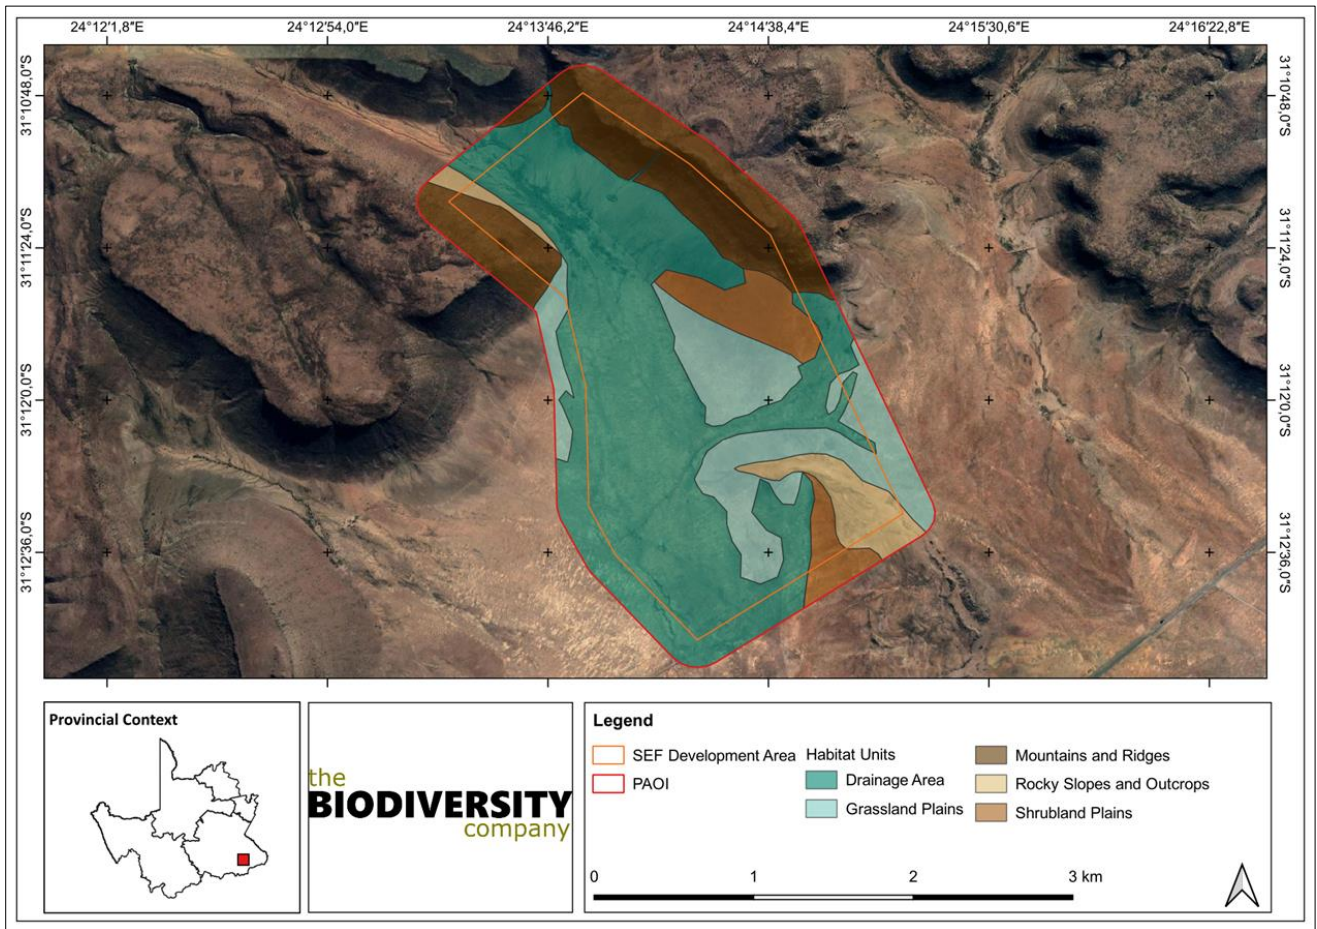 24°12'1,8"E 24°12'54,0"E 24°13'46,2"E 24°14'38,4"E 24°15'30,6"E 24°16'22,8"E
31°10'48,0"S
31°11'24,0"S
31°12'0,0"S
31°12'36,0"S
31°10'48,0"S
31°11'24,0"S
31°12'0,0"S
31°12'36,0"S
Provincial Context
the
BIODIVERSITY
company
Legend
SEF Development Area
PAOI
Habitat Units
Drainage Area
Grassland Plains
Mountains and Ridges
Rocky Slopes and Outcrops
Shrubland Plains
0 1 2 3 km